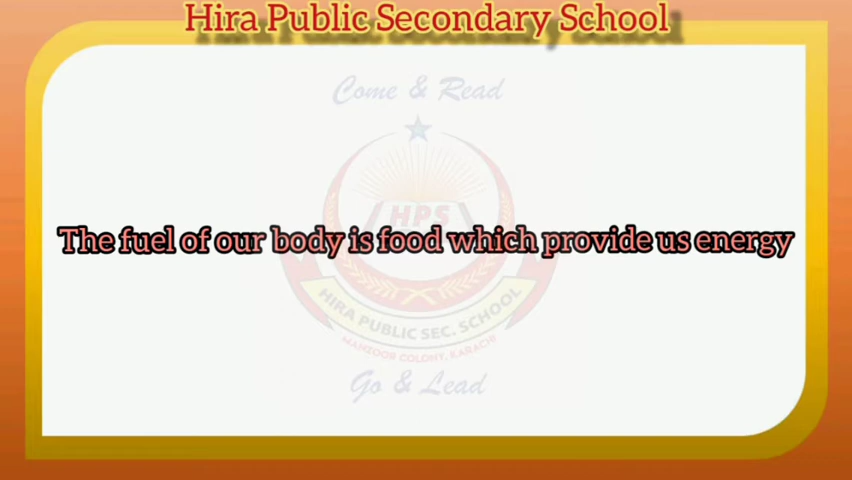 Hira Public Secondary School
Come & Read
HPS
The fuel of our body is food which provide us energy
HIRA PUBLIC SEC. SCHOOL
MANZOOR COLONY, KARACHI
Go & Lead